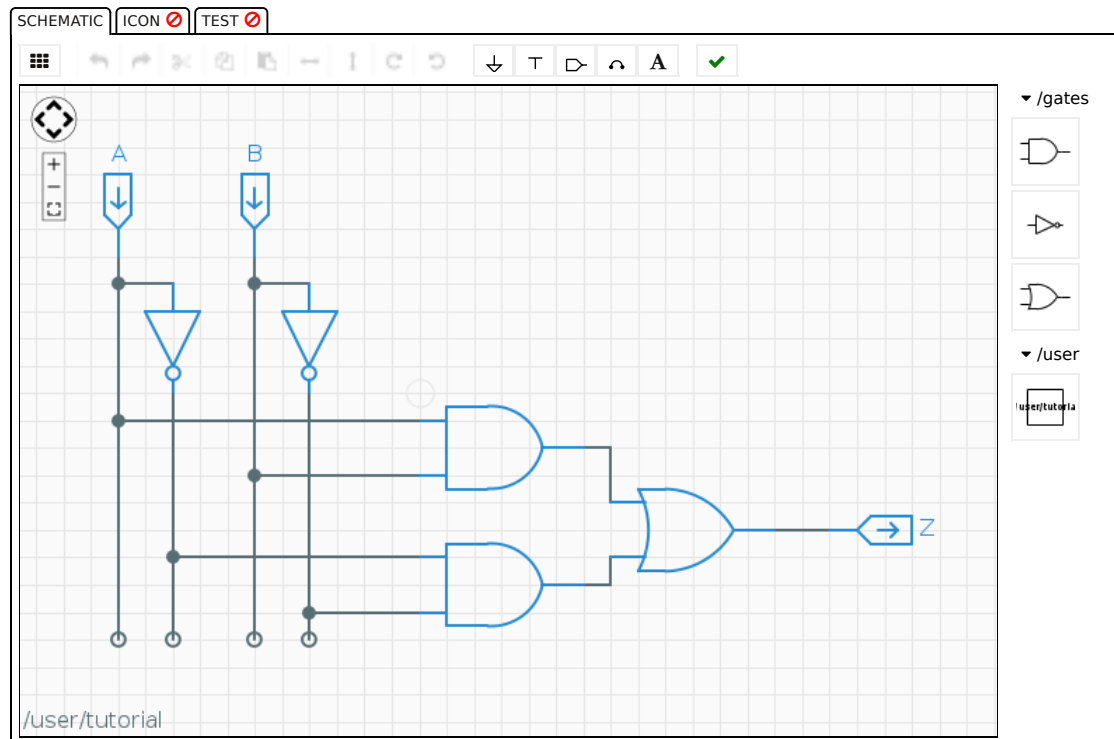 SCHEMATIC ICON TEST
A
/gates
A B
/user
/user/tutorial
Z
/user/tutorial